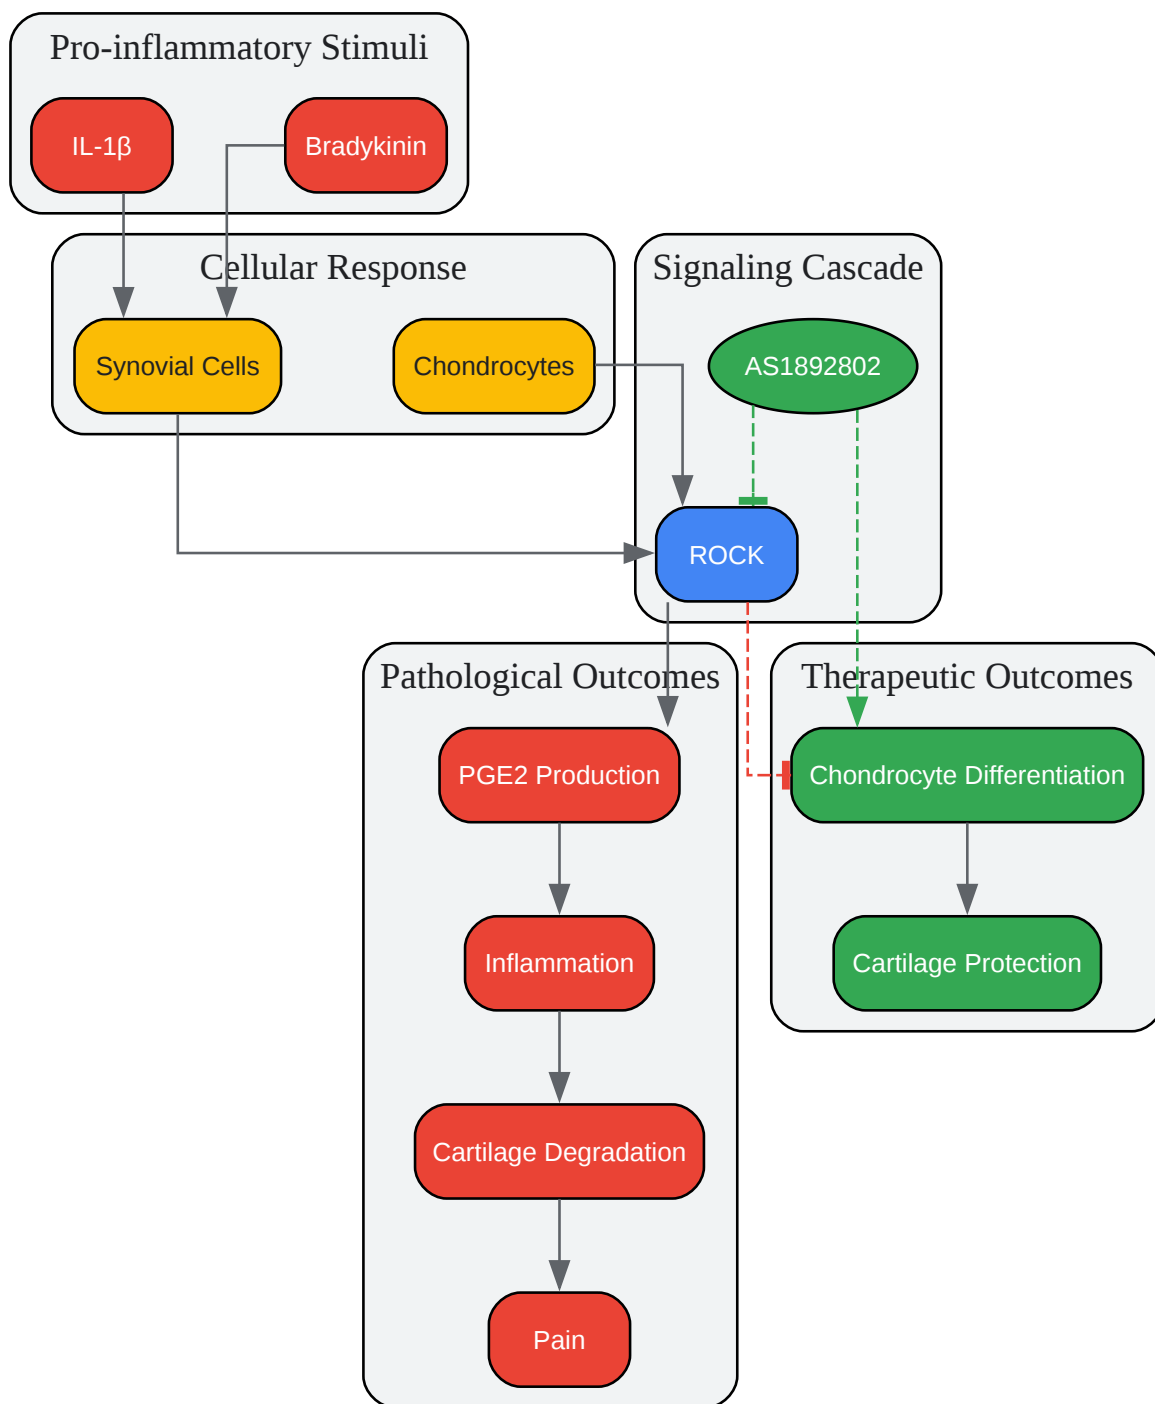 Pro-inflammatory Stimuli
IL-1β
Bradykinin
Cellular Response
Signaling Cascade
Synovial Cells
Chondrocytes
AS1892802
ROCK
Pathological Outcomes
Therapeutic Outcomes
PGE2 Production
Chondrocyte Differentiation
Inflammation
Cartilage Protection
Cartilage Degradation
Pain